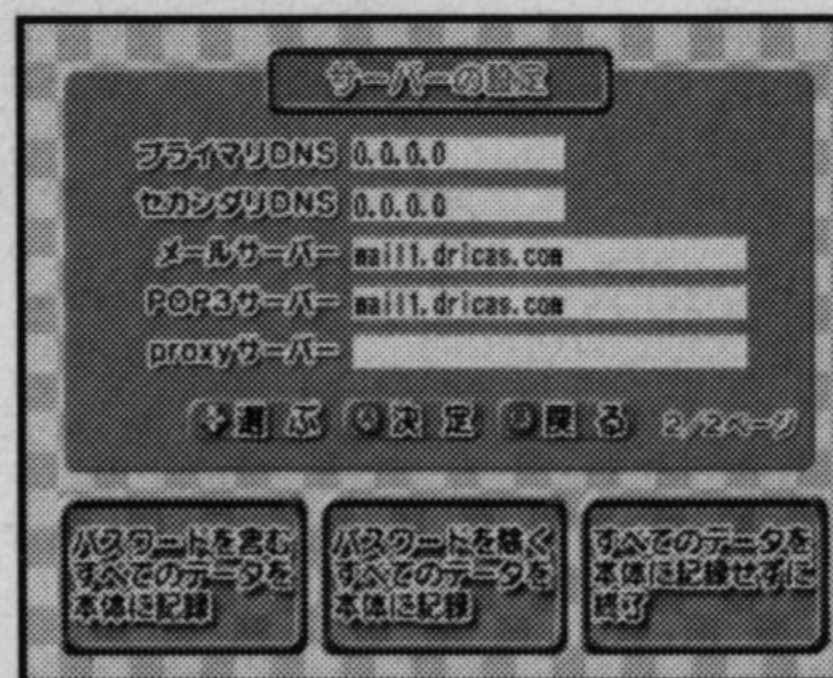 サーバーの設定
プライマリDNS 0.0.0.0
セカンダリDNS 0.0.0.0
メールサーバー mail1.dricas.com
POP3サーバー mail1.dricas.com
proxyサーバー
選ぶ A決定 B戻る 2/2ページ
パスワードを含む
すべてのデータを
本体に記録
パスワードを除く
すべてのデータを
本体に記録
すべてのデータを
本体に記録せずに
終了